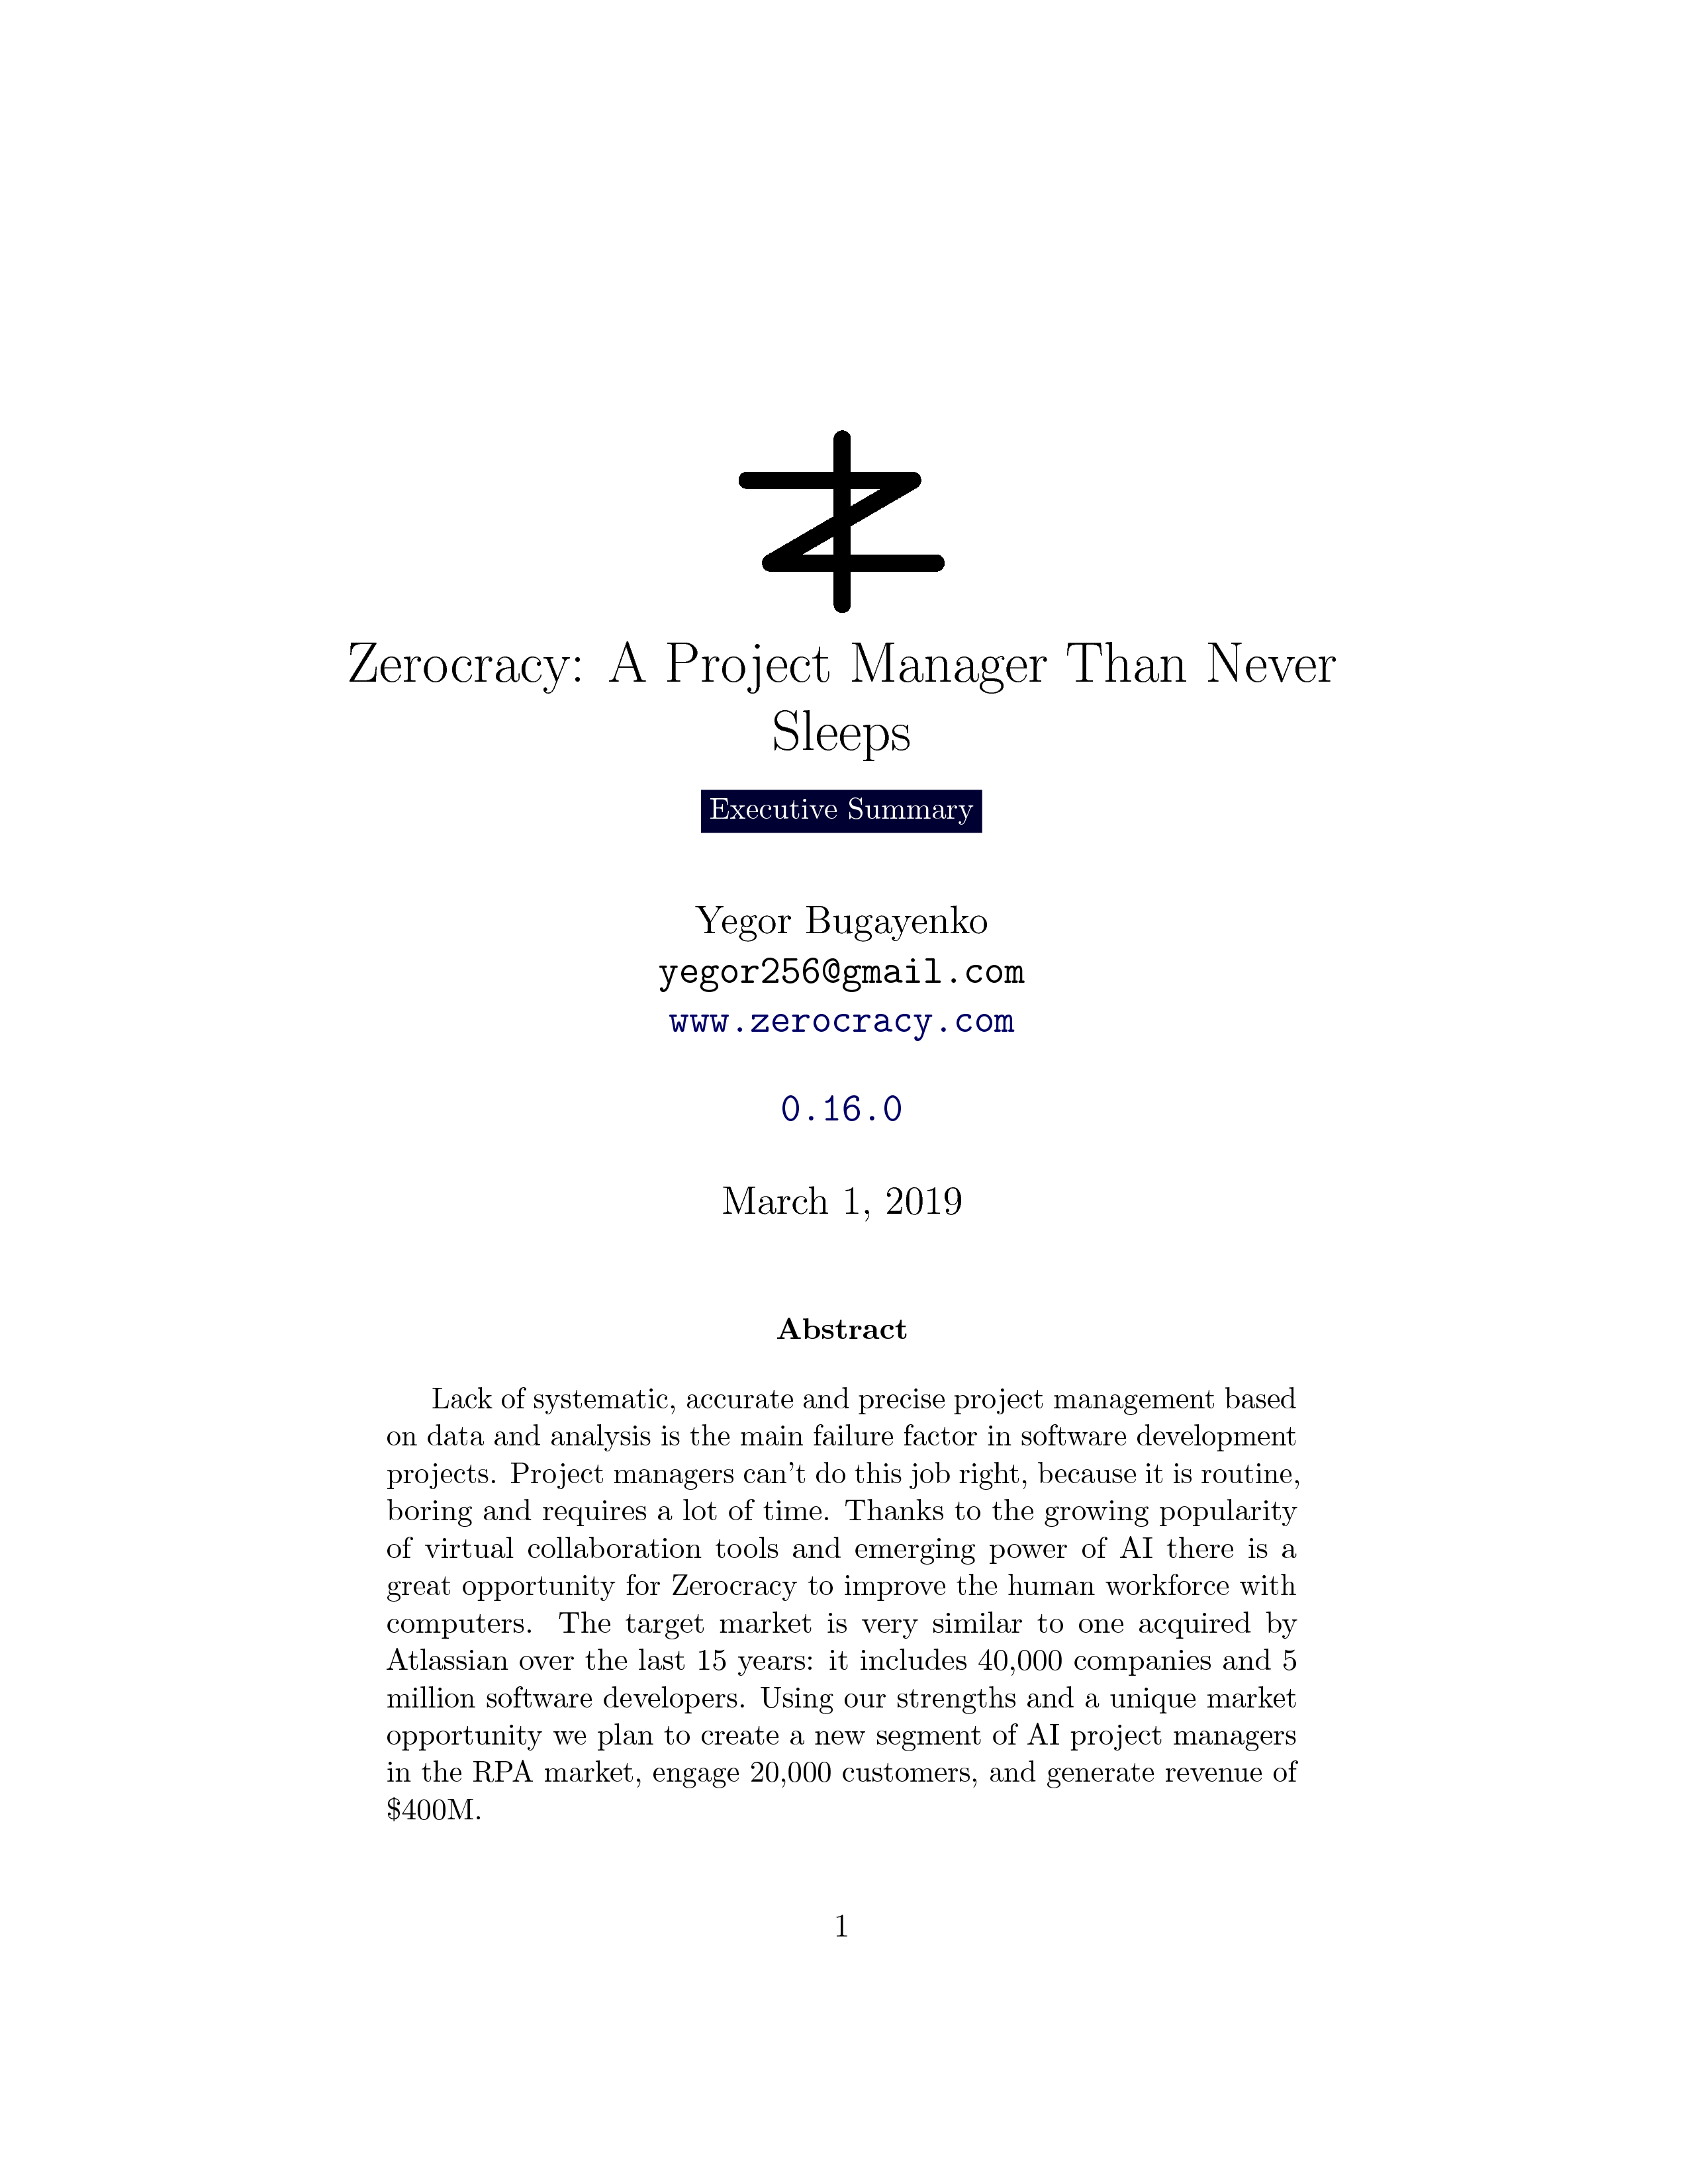 Zerocracy: A Project Manager Than Never
Sleeps
Executive Summary
Yegor Bugayenko
yegor256@gmail.com
www.zerocracy.com
0.16.0
March 1, 2019
Abstract
Lack of systematic, accurate and precise project management based
on data and analysis is the main failure factor in software development
projects. Project managers can't do this job right, because it is routine,
boring and requires a lot of time. Thanks to the growing popularity
of virtual collaboration tools and emerging power of AI there is a
great opportunity for Zerocracy to improve the human workforce with
computers. The target market is very similar to one acquired by
Atlassian over the last 15 years: it includes 40,000 companies and 5
million software developers. Using our strengths and a unique market
opportunity we plan to create a new segment of AI project managers
in the RPA market, engage 20,000 customers, and generate revenue of
$400M.
1